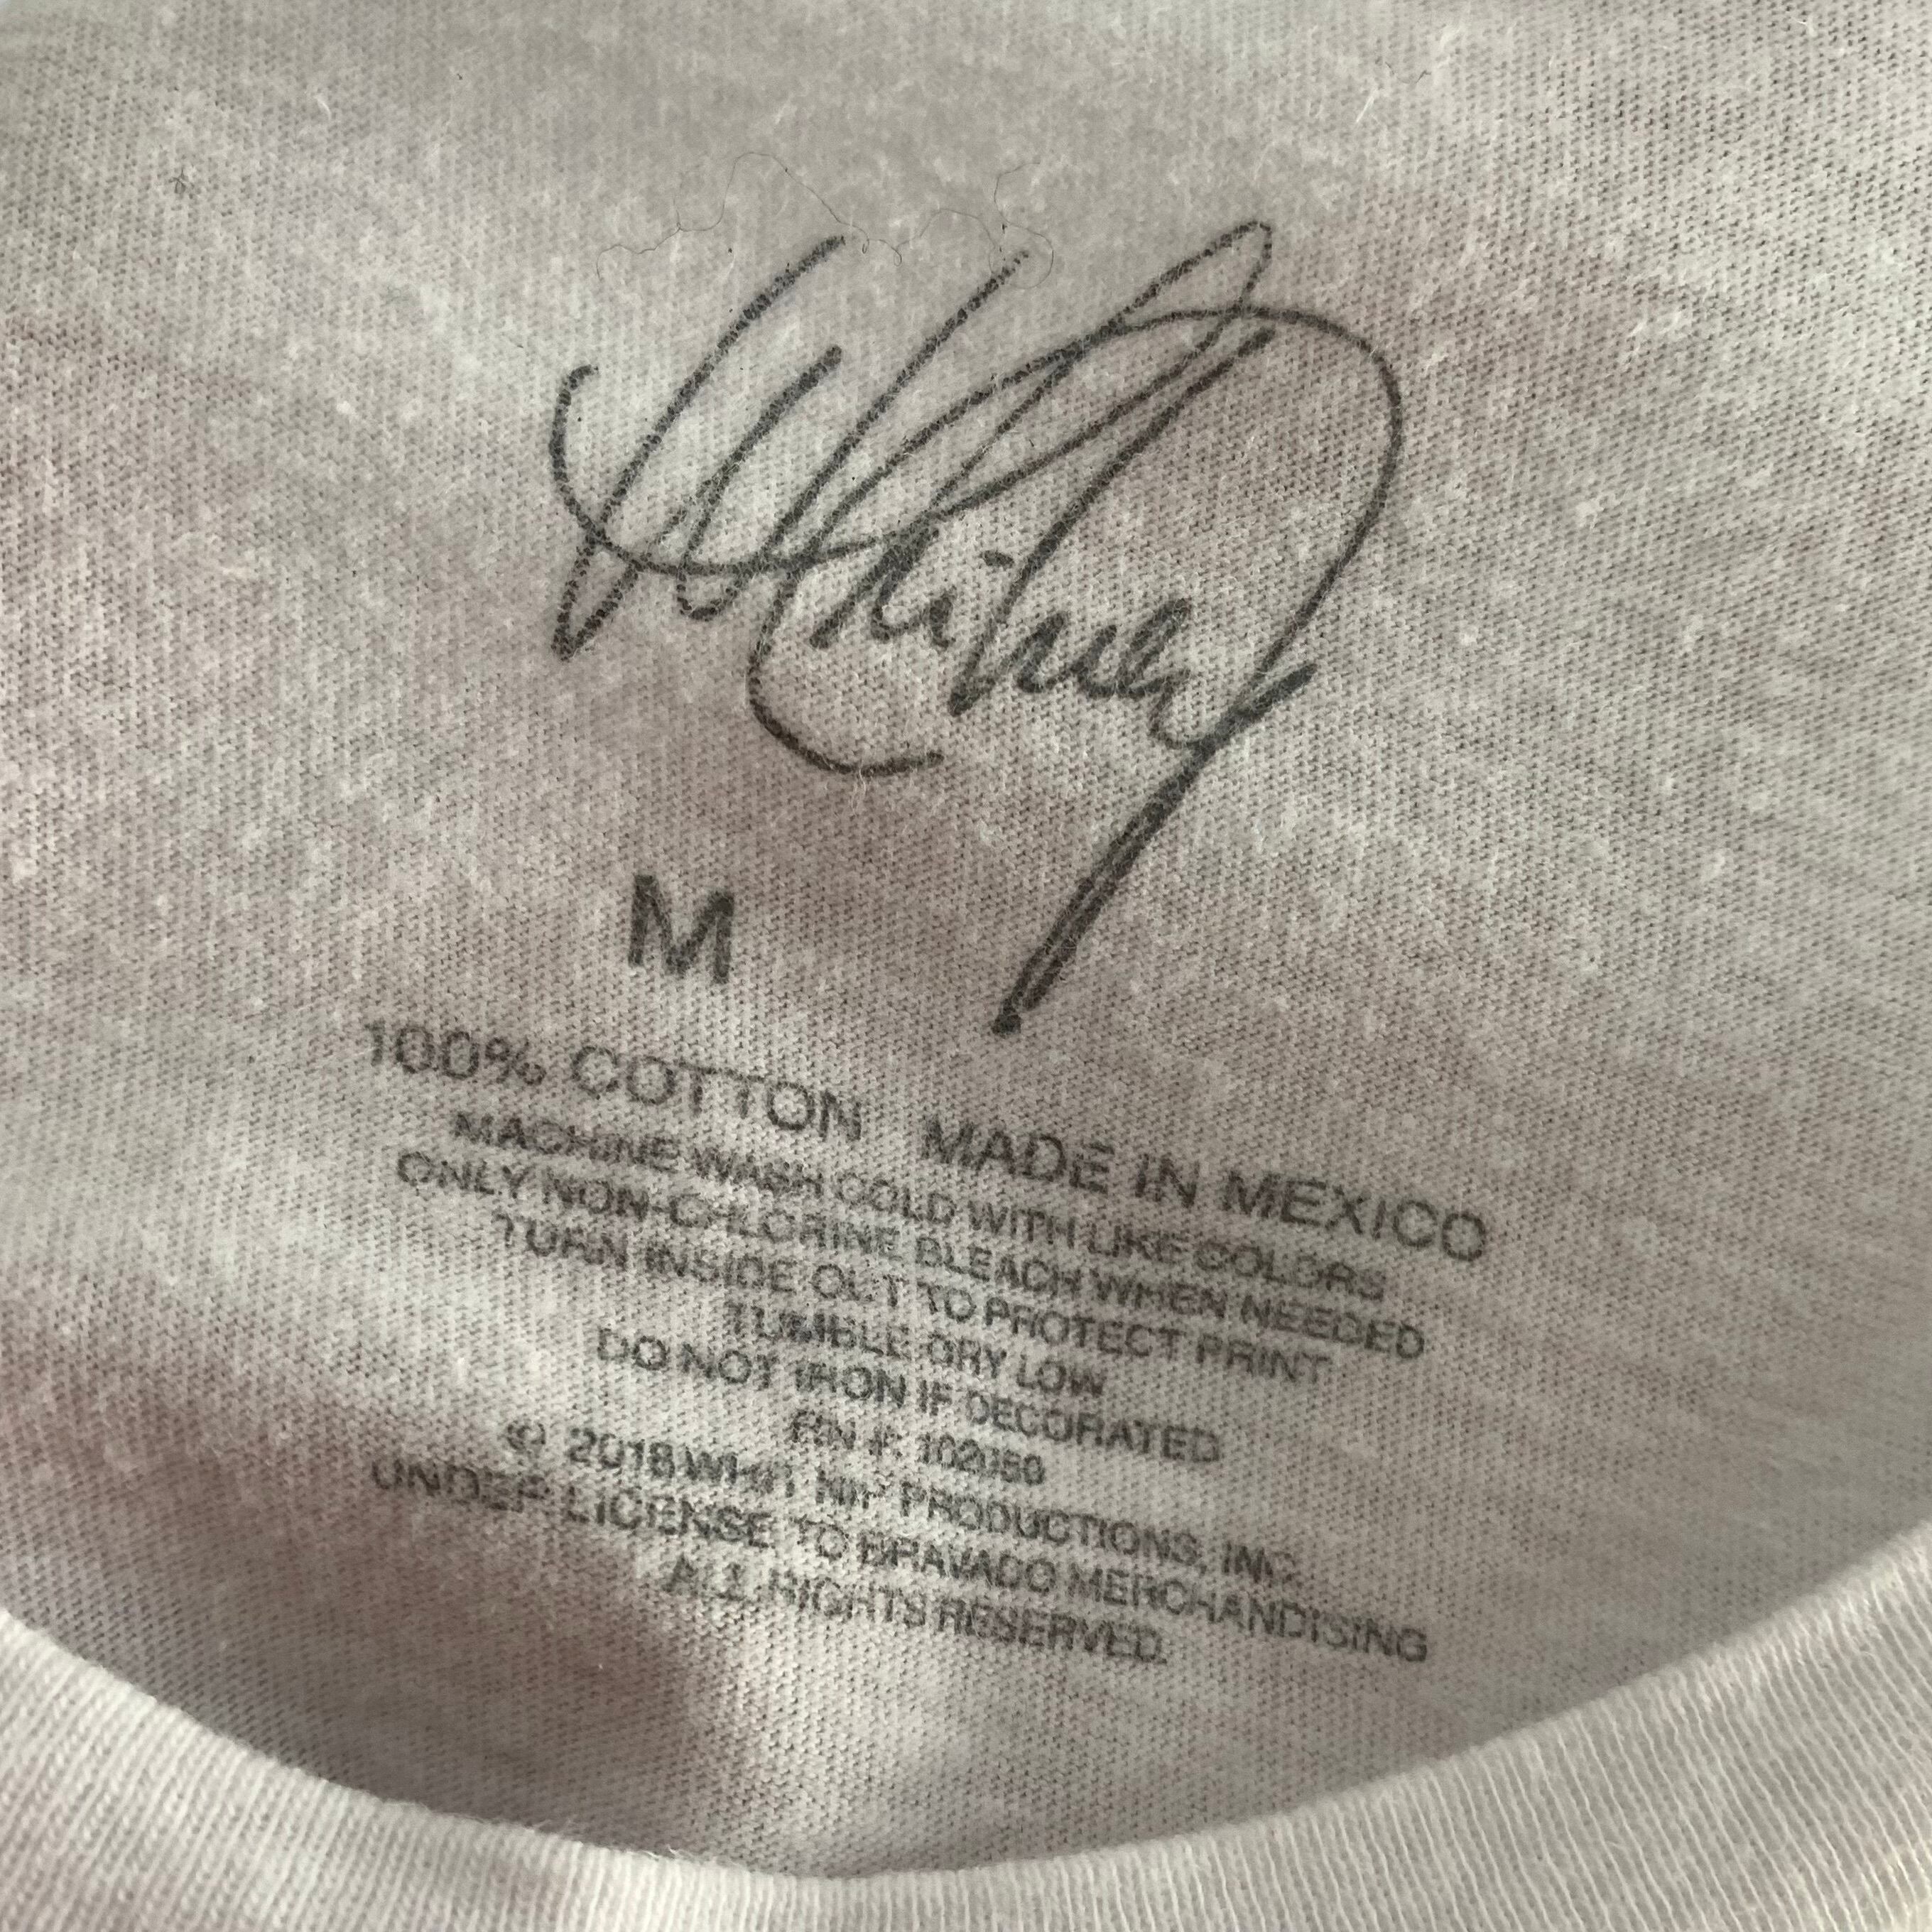 Whitney
M
100% COTTON MADE IN MEXICO
MACHINE WASH COLD WITH LIKE COLORS
ONLY NON-CHLORINE BLEACH WHEN NEEDED
TURN INSIDE OUT TO PROTECT PRINT
TUMBLE DRY LOW
DO NOT IRON IF DECORATED
RN #:
© 2018 WHIT NIP PRODUCTIONS, INC.
UNDER LICENSE TO BRAVADO MERCHANDISING
ALL RIGHTS RESERVED.